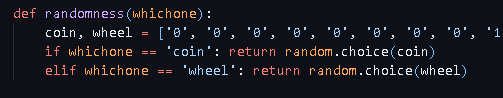 def randomness(whichone):
coin, wheel = ['0', '0', '0', '0', '0', '0', '0', '0', '1
if whichone == 'coin': return random.choice(coin)
elif whichone == 'wheel': return random.choice(wheel)